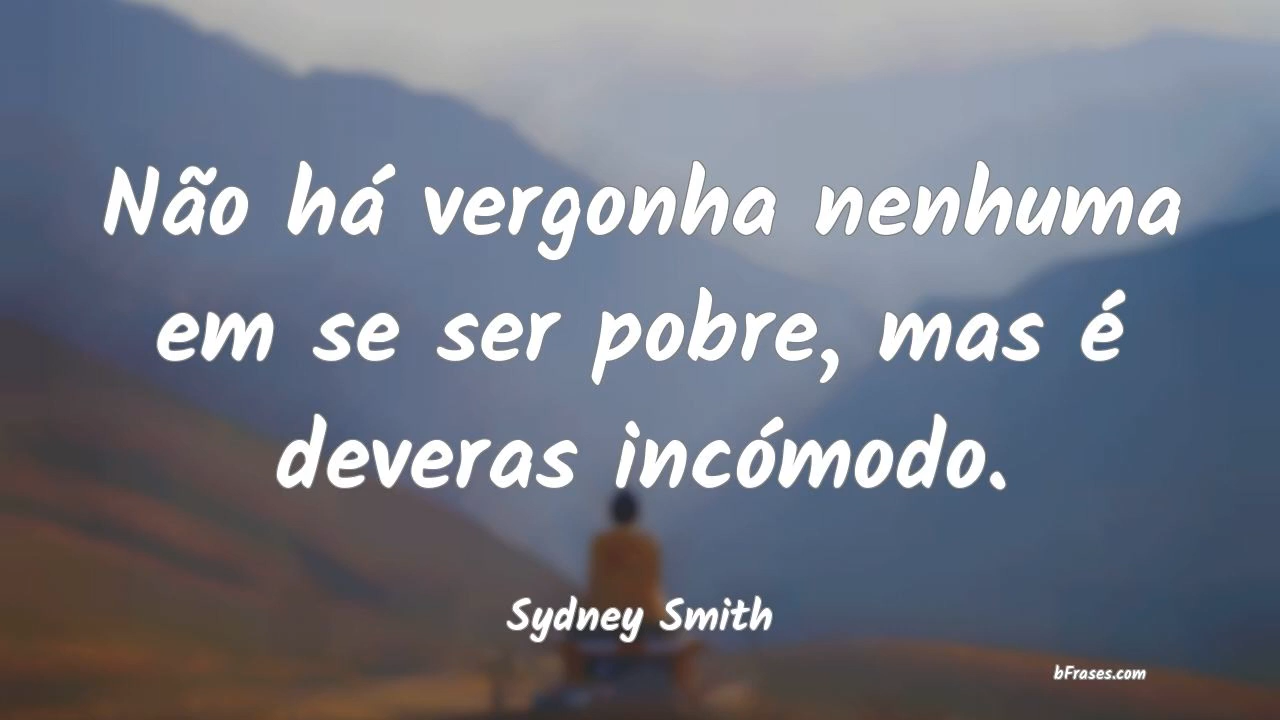 Não há vergonha nenhuma
em se ser pobre, mas é
deveras incómodo.
Sydney Smith
bFrases.com